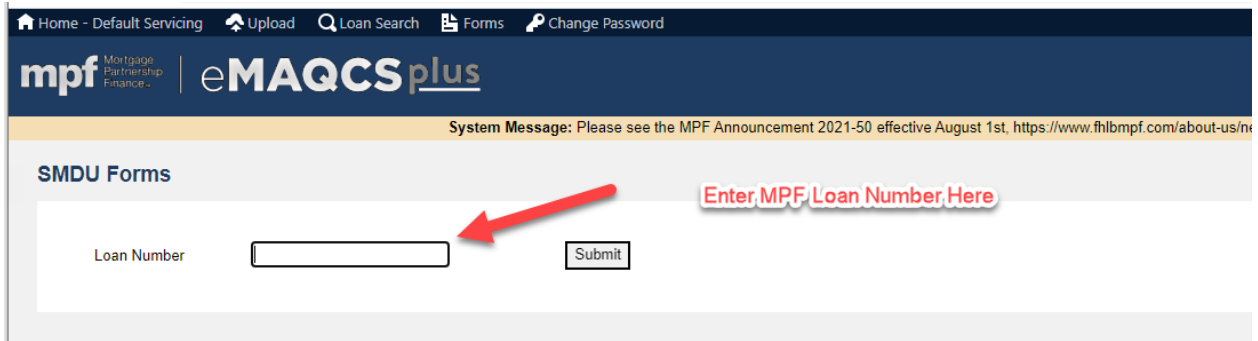 Home - Default Servicing Upload Loan Search Forms Change Password
mpf Mortgage Partnership Finance | eMAQCS plus
System Message: Please see the MPF Announcement 2021-50 effective August 1st, https://www.fhlbmpf.com/about-us/ne
SMDU Forms
Enter MPF Loan Number Here
Loan Number Submit